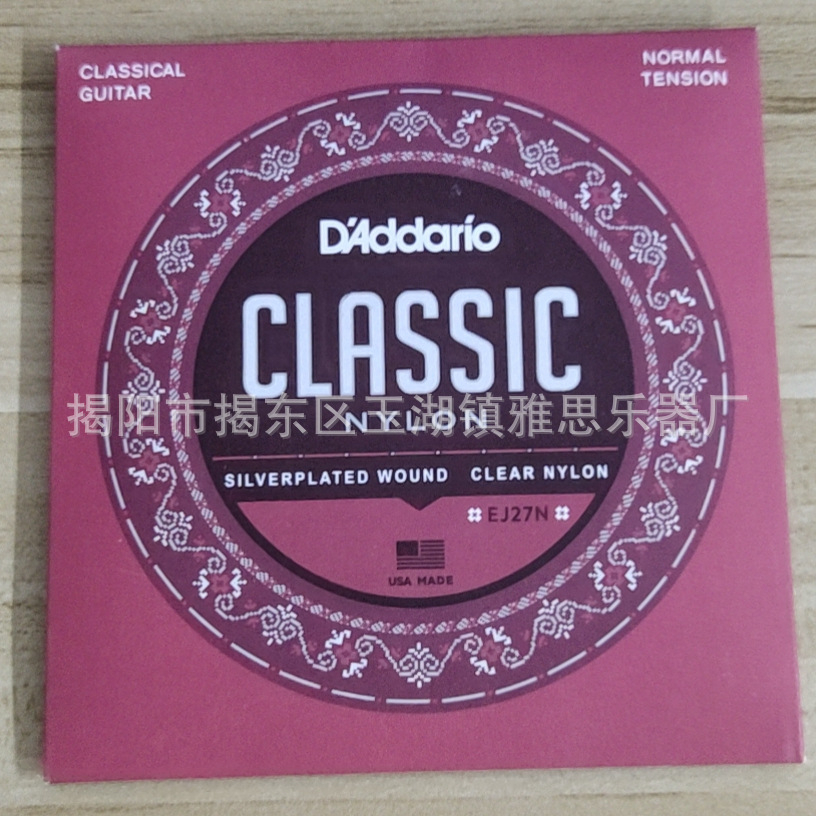 CLASSICAL
GUITAR
NORMAL
TENSION
D'Addario
CLASSIC
揭阳市揭东区玉湖镇雅思乐器厂
NYLON
SILVERPLATED WOUND CLEAR NYLON
EJ27N
USA MADE